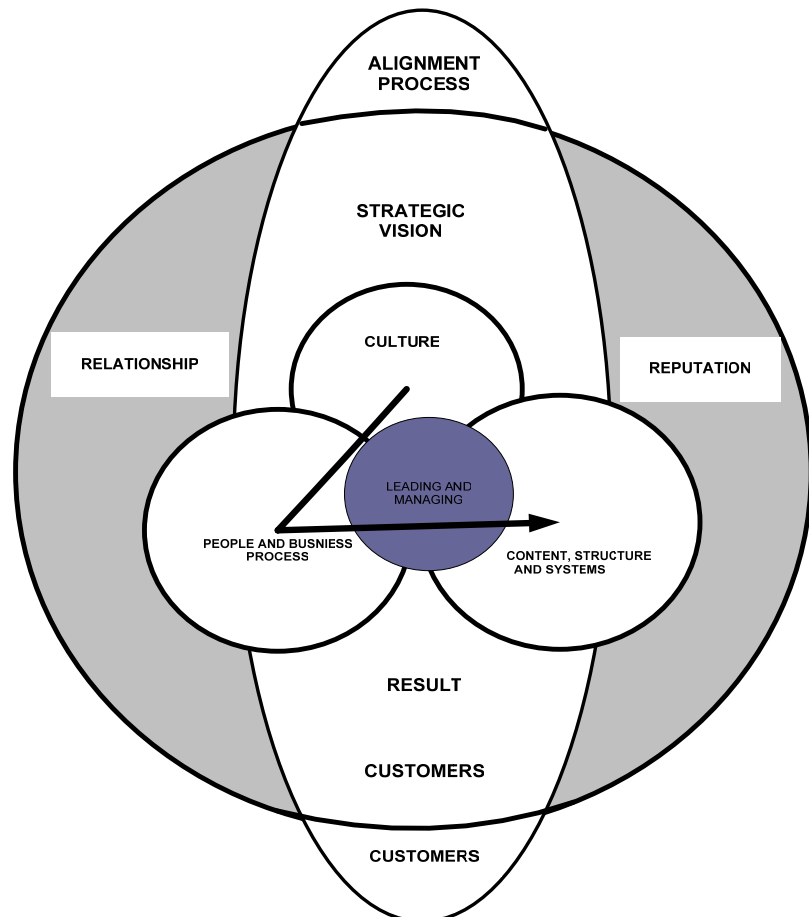 ALIGNMENT
PROCESS
STRATEGIC
VISION
CULTURE
RELATIONSHIP
REPUTATION
LEADING AND
MANAGING
PEOPLE AND BUSNIESS
PROCESS
CONTENT, STRUCTURE
AND SYSTEMS
RESULT
CUSTOMERS
CUSTOMERS